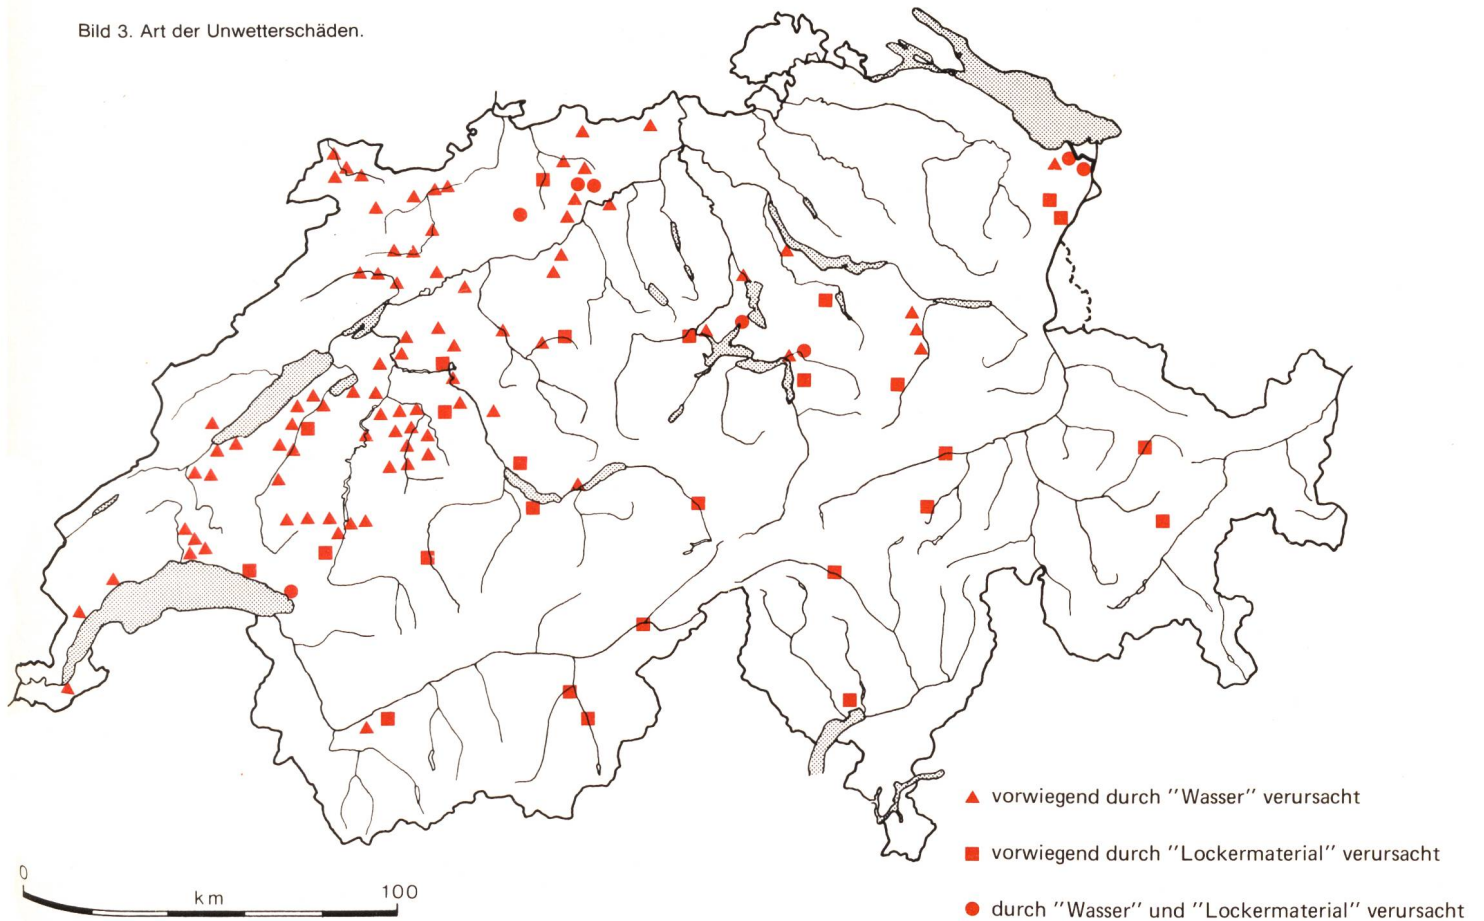 Bild 3. Art der Unwetterschäden.
vorwiegend durch "Wasser" verursacht
vorwiegend durch "Lockermaterial" verursacht
durch "Wasser" und "Lockermaterial" verursacht
0
km
100